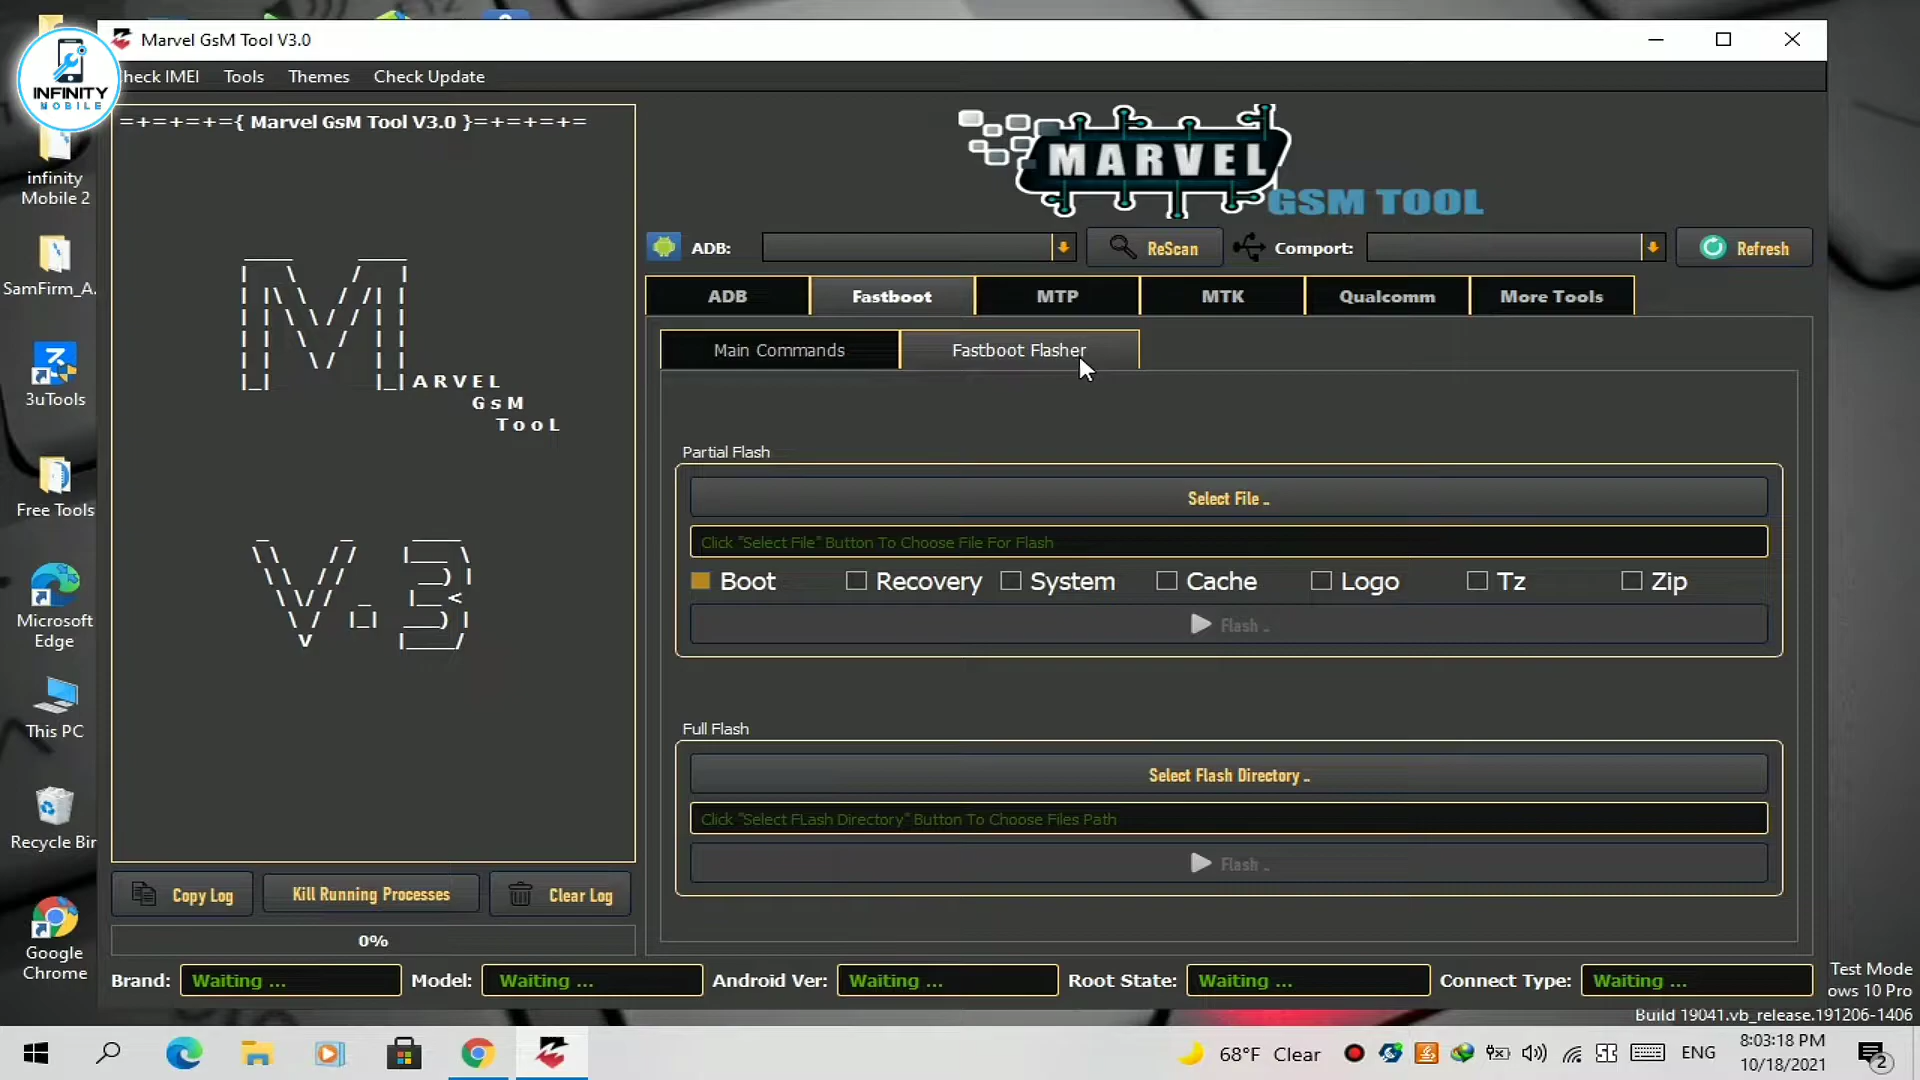 Marvel GsM Tool V3.0
INFINITY
MOBILE
heck IMEI
Tools
Themes
Check Update
=+=+=+={ Marvel GsM Tool V3.0 }=+=+=+=
MARVEL
GSM TOOL
ADB:
ReScan
Comport:
Refresh
ADB
Fastboot
MTP
MTK
Qualcomm
More Tools
Main Commands
Fastboot Flasher
A R V E L
G s M
T o o L
Partial Flash
Select File ..
Click "Select File" Button To Choose File For Flash
Boot
Recovery
System
Cache
Logo
Tz
Zip
Flash ..
Full Flash
Select Flash Directory ..
Click "Select FLash Directory" Button To Choose Files Path
Flash ..
Copy Log
Kill Running Processes
Clear Log
0%
Brand: Waiting ...
Model: Waiting ...
Android Ver: Waiting ...
Root State: Waiting ...
Connect Type: Waiting ...
infinity
Mobile 2
SamFirm_A.
3uTools
Free Tools
Microsoft
Edge
This PC
Recycle Bin
Google
Chrome
Test Mode
ows 10 Pro
Build 19041.vb_release.191206-1406
68°F Clear
ENG
8:03:18 PM
10/18/2021
2